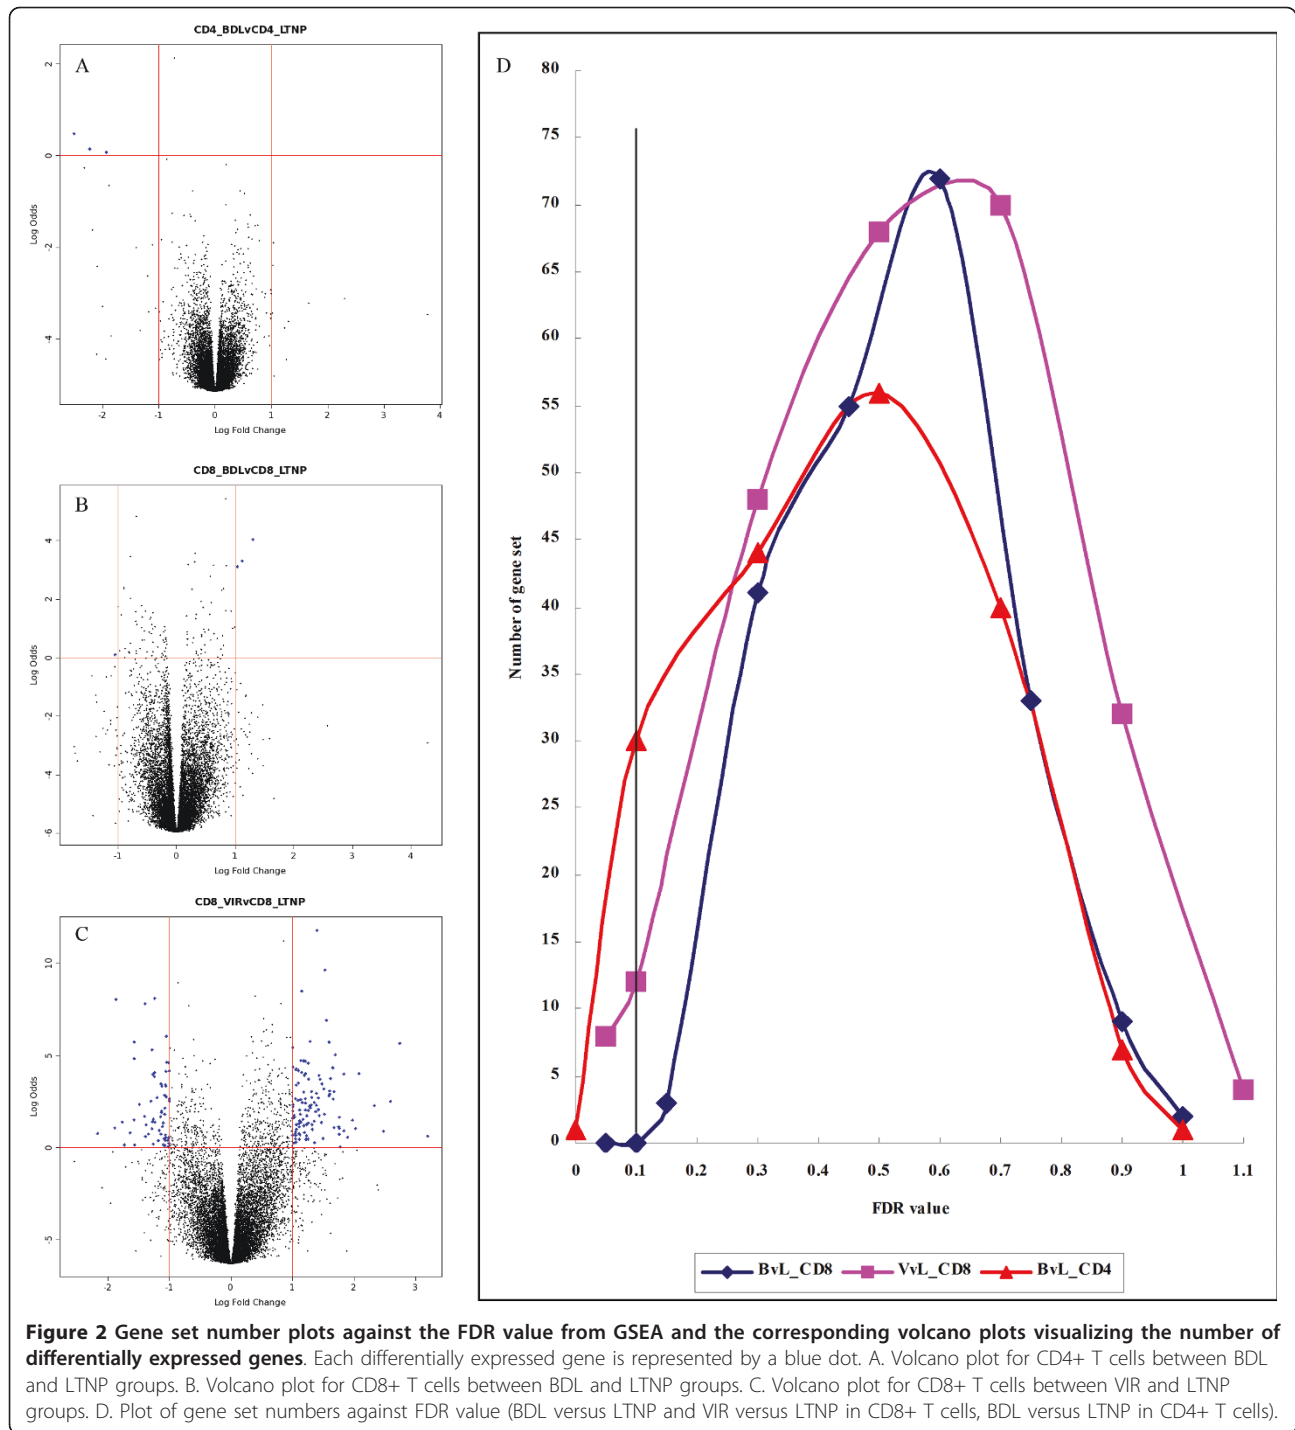 CD4_BDLvCD4_LTNP
A
2
0
-2
-4
Log Odds
-2 -1 0 1 2 3 4
Log Fold Change
CD8_BDLvCD8_LTNP
B
4
2
0
-2
-4
-6
Log Odds
-1 0 1 2 3 4
Log Fold Change
CD8_VIRvCD8_LTNP
C
10
5
0
-5
Log Odds
-2 -1 0 1 2 3
Log Fold Change
D
80
75
70
65
60
55
50
45
40
35
30
25
20
15
10
5
0
Number of gene set
0 0.1 0.2 0.3 0.4 0.5 0.6 0.7 0.8 0.9 1 1.1
FDR value
BvL_CD8 VvL_CD8 BvL_CD4
Figure 2 Gene set number plots against the FDR value from GSEA and the corresponding volcano plots visualizing the number of
differentially expressed genes. Each differentially expressed gene is represented by a blue dot. A. Volcano plot for CD4+ T cells between BDL
and LTNP groups. B. Volcano plot for CD8+ T cells between BDL and LTNP groups. C. Volcano plot for CD8+ T cells between VIR and LTNP
groups. D. Plot of gene set numbers against FDR value (BDL versus LTNP and VIR versus LTNP in CD8+ T cells, BDL versus LTNP in CD4+ T cells).